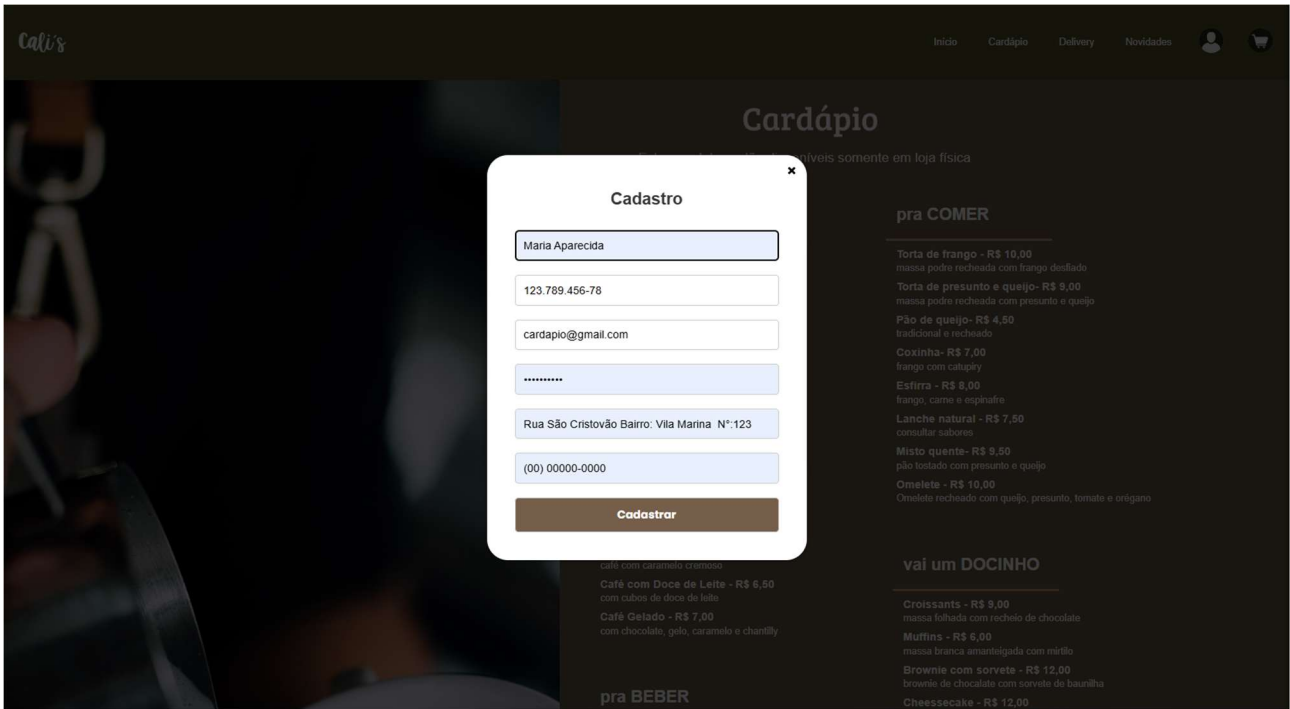 Cali's
Início Cardápio Delivery Novidades
Cardápio
níveis somente em loja física
Cadastro
Maria Aparecida
123.789.456-78
cardapio@gmail.com
••••••••••
Rua São Cristovão Bairro: Vila Marina N°:123
(00) 00000-0000
Cadastrar
café com caramelo cremoso
Café com Doce de Leite - R$ 6,50
com cubos de doce de leite
Café Gelado - R$ 7,00
com chocolate, gelo, caramelo e chantilly
pra BEBER
pra COMER
Torta de frango - R$ 10,00
massa podre recheada com frango desfiado
Torta de presunto e queijo- R$ 9,00
massa podre recheada com presunto e queijo
Pão de queijo- R$ 4,50
tradicional e recheado
Coxinha- R$ 7,00
frango com catupiry
Esfirra - R$ 8,00
frango, carne e espinafre
Lanche natural - R$ 7,50
consultar sabores
Misto quente- R$ 9,50
pão tostado com presunto e queijo
Omelete - R$ 10,00
Omelete recheado com queijo, presunto, tomate e orégano
vai um DOCINHO
Croissants - R$ 9,00
massa folhada com recheio de chocolate
Muffins - R$ 6,00
massa branca amanteigada com mirtilo
Brownie com sorvete - R$ 12,00
brownie de chocalate com sorvete de baunilha
Cheessecake - R$ 12,00